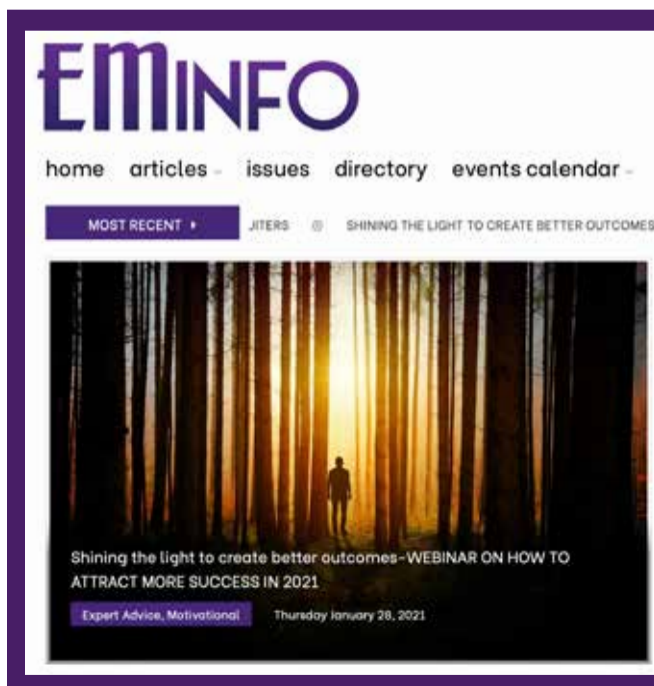 EMINFO
home articles issues directory events calendar
MOST RECENT JITERS SHINING THE LIGHT TO CREATE BETTER OUTCOMES
Shining the light to create better outcomes-WEBINAR ON HOW TO
ATTRACT MORE SUCCESS IN 2021
Expert Advice, Motivational Thursday January 28, 2021